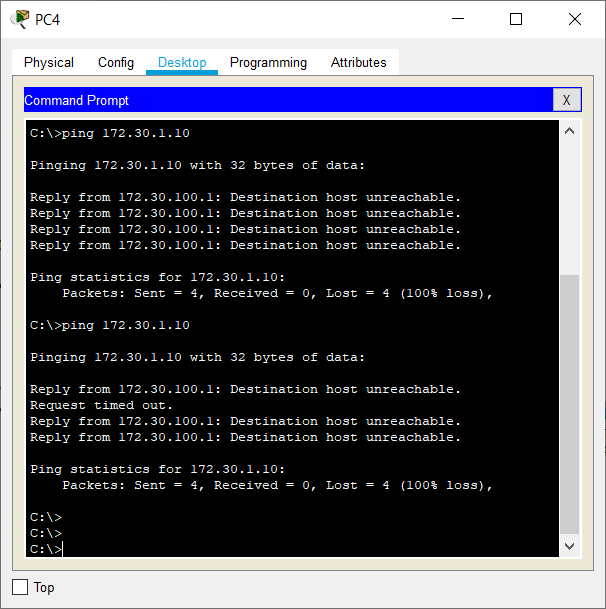 PC4
Physical Config Desktop Programming Attributes
Command Prompt X
C:\>ping 172.30.1.10
Pinging 172.30.1.10 with 32 bytes of data:
Reply from 172.30.100.1: Destination host unreachable.
Reply from 172.30.100.1: Destination host unreachable.
Reply from 172.30.100.1: Destination host unreachable.
Reply from 172.30.100.1: Destination host unreachable.
Ping statistics for 172.30.1.10:
Packets: Sent = 4, Received = 0, Lost = 4 (100% loss),
C:\>ping 172.30.1.10
Pinging 172.30.1.10 with 32 bytes of data:
Reply from 172.30.100.1: Destination host unreachable.
Request timed out.
Reply from 172.30.100.1: Destination host unreachable.
Reply from 172.30.100.1: Destination host unreachable.
Ping statistics for 172.30.1.10:
Packets: Sent = 4, Received = 0, Lost = 4 (100% loss),
C:\>
C:\>
C:\>
Top